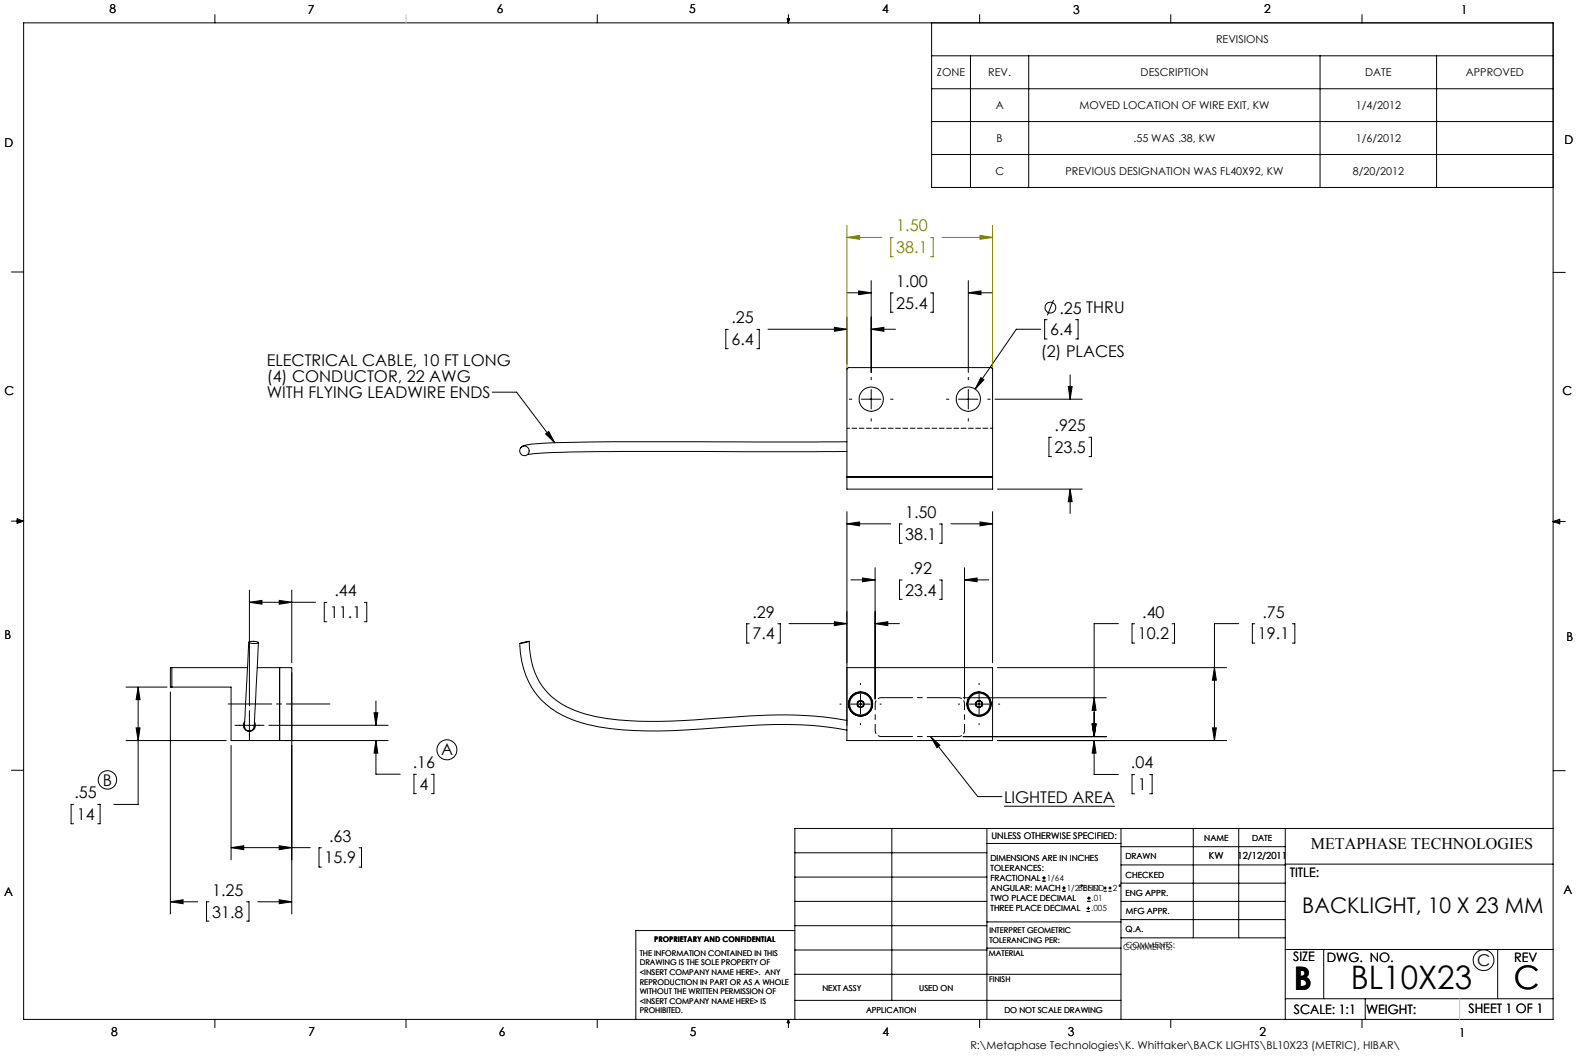 8 7 6 5 4 3 2 1
REVISIONS
ZONE REV. DESCRIPTION DATE APPROVED
A MOVED LOCATION OF WIRE EXIT, KW 1/4/2012
B .55 WAS .38, KW 1/6/2012
C PREVIOUS DESIGNATION WAS FL40X92, KW 8/20/2012
D D
1.50
[38.1]
1.00
[25.4]
.25
[6.4]
Ø.25 THRU
[6.4]
(2) PLACES
ELECTRICAL CABLE, 10 FT LONG
(4) CONDUCTOR, 22 AWG
WITH FLYING LEADWIRE ENDS
C C
.925
[23.5]
1.50
[38.1]
.92
[23.4]
.44
[11.1]
.29
[7.4]
.40
[10.2]
.75
[19.1]
B B
.16 A
[4]
.55 B
[14]
.04
[1]
LIGHTED AREA
.63
[15.9]
1.25
[31.8]
A A
UNLESS OTHERWISE SPECIFIED:
DIMENSIONS ARE IN INCHES
TOLERANCES:
FRACTIONAL ±1/64
ANGULAR: MACH ±1/2° BEND ±2°
TWO PLACE DECIMAL ±.01
THREE PLACE DECIMAL ±.005
INTERPRET GEOMETRIC
TOLERANCING PER:
MATERIAL
FINISH
DO NOT SCALE DRAWING
NAME DATE
DRAWN KW 12/12/2011
CHECKED
ENG APPR.
MFG APPR.
Q.A.
COMMENTS:
NEXT ASSY USED ON
APPLICATION
PROPRIETARY AND CONFIDENTIAL
THE INFORMATION CONTAINED IN THIS
DRAWING IS THE SOLE PROPERTY OF
<INSERT COMPANY NAME HERE>. ANY
REPRODUCTION IN PART OR AS A WHOLE
WITHOUT THE WRITTEN PERMISSION OF
<INSERT COMPANY NAME HERE> IS
PROHIBITED.
METAPHASE TECHNOLOGIES
TITLE:
BACKLIGHT, 10 X 23 MM
SIZE DWG. NO. REV
B BL10X23 C C
SCALE: 1:1 WEIGHT: SHEET 1 OF 1
8 7 6 5 4 3 2 1
R:\Metaphase Technologies\K. Whittaker\BACK LIGHTS\BL10X23 (METRIC), HIBAR\